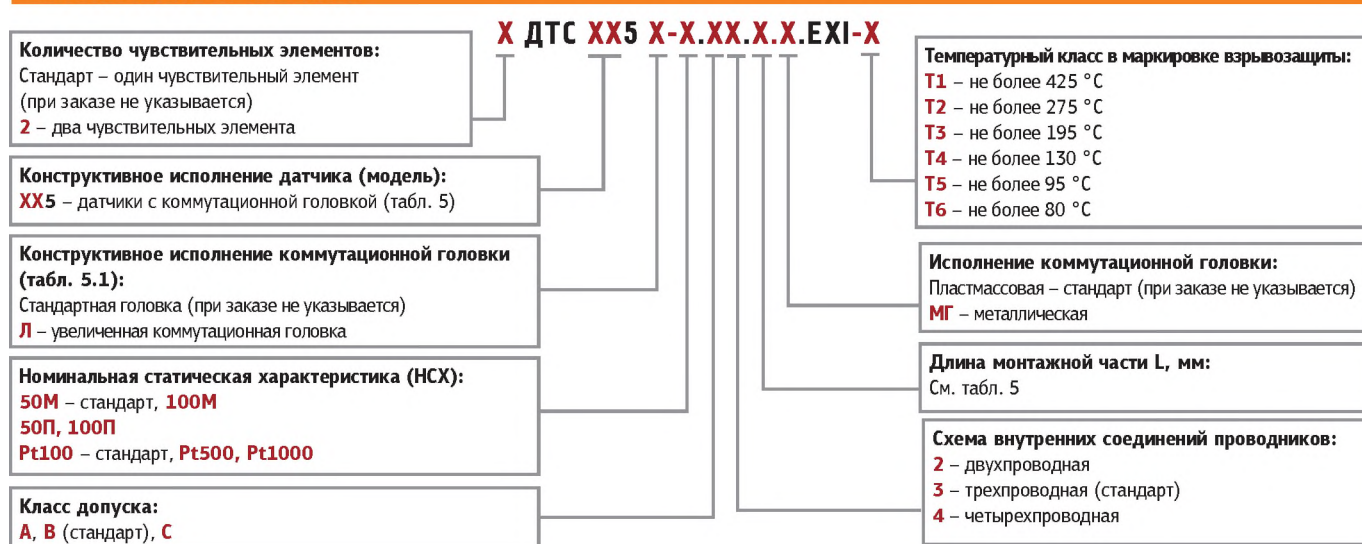 Х ДТС ХХ5 Х-Х.ХХ.Х.Х.EXI-Х
Количество чувствительных элементов:
Стандарт – один чувствительный элемент
(при заказе не указывается)
2 – два чувствительных элемента
Конструктивное исполнение датчика (модель):
ХХ5 – датчики с коммутационной головкой (табл. 5)
Конструктивное исполнение коммутационной головки
(табл. 5.1):
Стандартная головка (при заказе не указывается)
Л – увеличенная коммутационная головка
Номинальная статическая характеристика (НСХ):
50М – стандарт, 100М
50П, 100П
Pt100 – стандарт, Pt500, Pt1000
Класс допуска:
А, В (стандарт), С
Температурный класс в маркировке взрывозащиты:
Т1 – не более 425 °С
Т2 – не более 275 °С
Т3 – не более 195 °С
Т4 – не более 130 °С
Т5 – не более 95 °С
Т6 – не более 80 °С
Исполнение коммутационной головки:
Пластмассовая – стандарт (при заказе не указывается)
МГ – металлическая
Длина монтажной части L, мм:
См. табл. 5
Схема внутренних соединений проводников:
2 – двухпроводная
3 – трехпроводная (стандарт)
4 – четырехпроводная